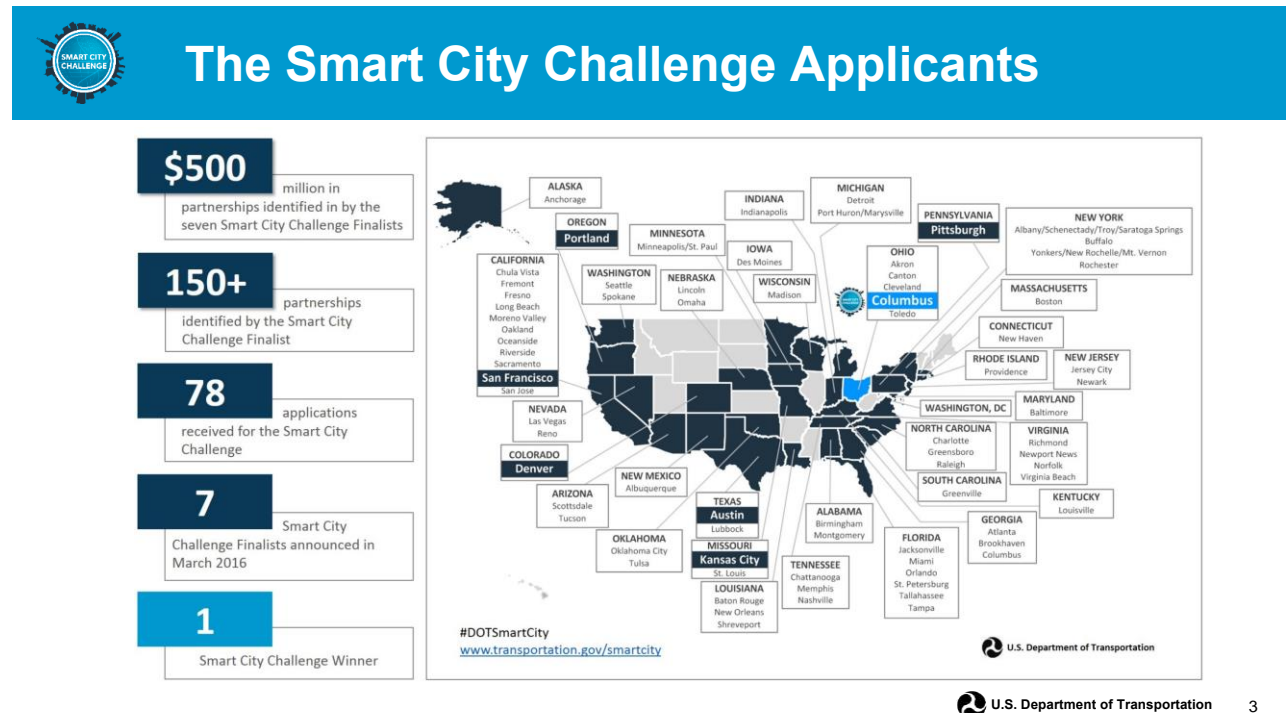 SMART CITY
CHALLENGE
The Smart City Challenge Applicants
$500
million in
partnerships identified in by the
seven Smart City Challenge Finalists
150+
partnerships
identified by the Smart City
Challenge Finalist
78
applications
received for the Smart City
Challenge
7
Smart City
Challenge Finalists announced in
March 2016
1
Smart City Challenge Winner
ALASKA
Anchorage
OREGON
Portland
CALIFORNIA
Chula Vista
Fremont
Fresno
Long Beach
Moreno Valley
Oakland
Oceanside
Riverside
Sacramento
San Francisco
San Jose
WASHINGTON
Seattle
Spokane
MINNESOTA
Minneapolis/St. Paul
NEBRASKA
Lincoln
Omaha
IOWA
Des Moines
INDIANA
Indianapolis
WISCONSIN
Madison
MICHIGAN
Detroit
Port Huron/Marysville
OHIO
Akron
Canton
Cleveland
Columbus
Toledo
SMART CITY
CHALLENGE
PENNSYLVANIA
Pittsburgh
NEW YORK
Albany/Schenectady/Troy/Saratoga Springs
Buffalo
Yonkers/New Rochelle/Mt. Vernon
Rochester
MASSACHUSETTS
Boston
CONNECTICUT
New Haven
RHODE ISLAND
Providence
NEW JERSEY
Jersey City
Newark
WASHINGTON, DC
MARYLAND
Baltimore
NEVADA
Las Vegas
Reno
COLORADO
Denver
ARIZONA
Scottsdale
Tucson
NEW MEXICO
Albuquerque
OKLAHOMA
Oklahoma City
Tulsa
TEXAS
Austin
Lubbock
MISSOURI
Kansas City
St. Louis
LOUISIANA
Baton Rouge
New Orleans
Shreveport
TENNESSEE
Chattanooga
Memphis
Nashville
ALABAMA
Birmingham
Montgomery
NORTH CAROLINA
Charlotte
Greensboro
Raleigh
VIRGINIA
Richmond
Newport News
Norfolk
Virginia Beach
SOUTH CAROLINA
Greenville
KENTUCKY
Louisville
GEORGIA
Atlanta
Brookhaven
Columbus
FLORIDA
Jacksonville
Miami
Orlando
St. Petersburg
Tallahassee
Tampa
#DOTSmartCity
www.transportation.gov/smartcity
U.S. Department of Transportation
U.S. Department of Transportation
3